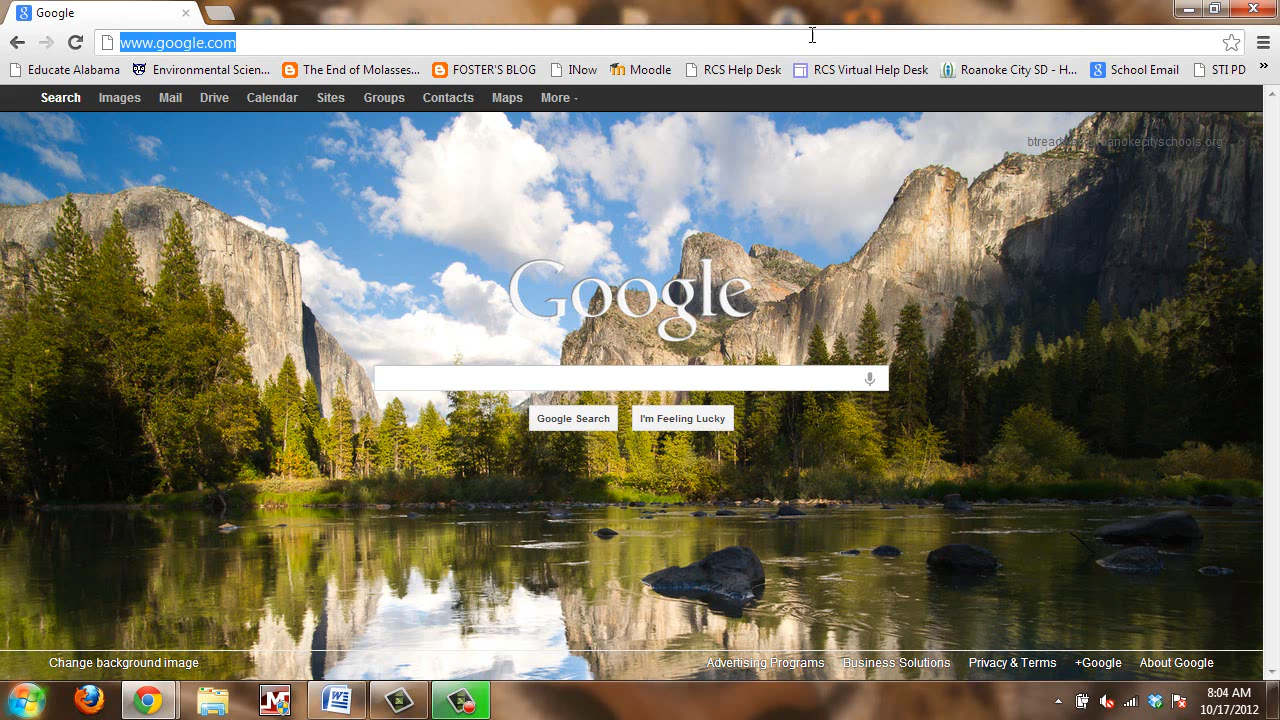 Google
www.google.com
Educate Alabama Environmental Scien... The End of Molasses... FOSTER'S BLOG INow Moodle RCS Help Desk RCS Virtual Help Desk Roanoke City SD - H... School Email STI PD »
Search Images Mail Drive Calendar Sites Groups Contacts Maps More
Google
Google Search I'm Feeling Lucky
Change background image Advertising Programs Business Solutions Privacy & Terms +Google About Google
8:04 AM
10/17/2012